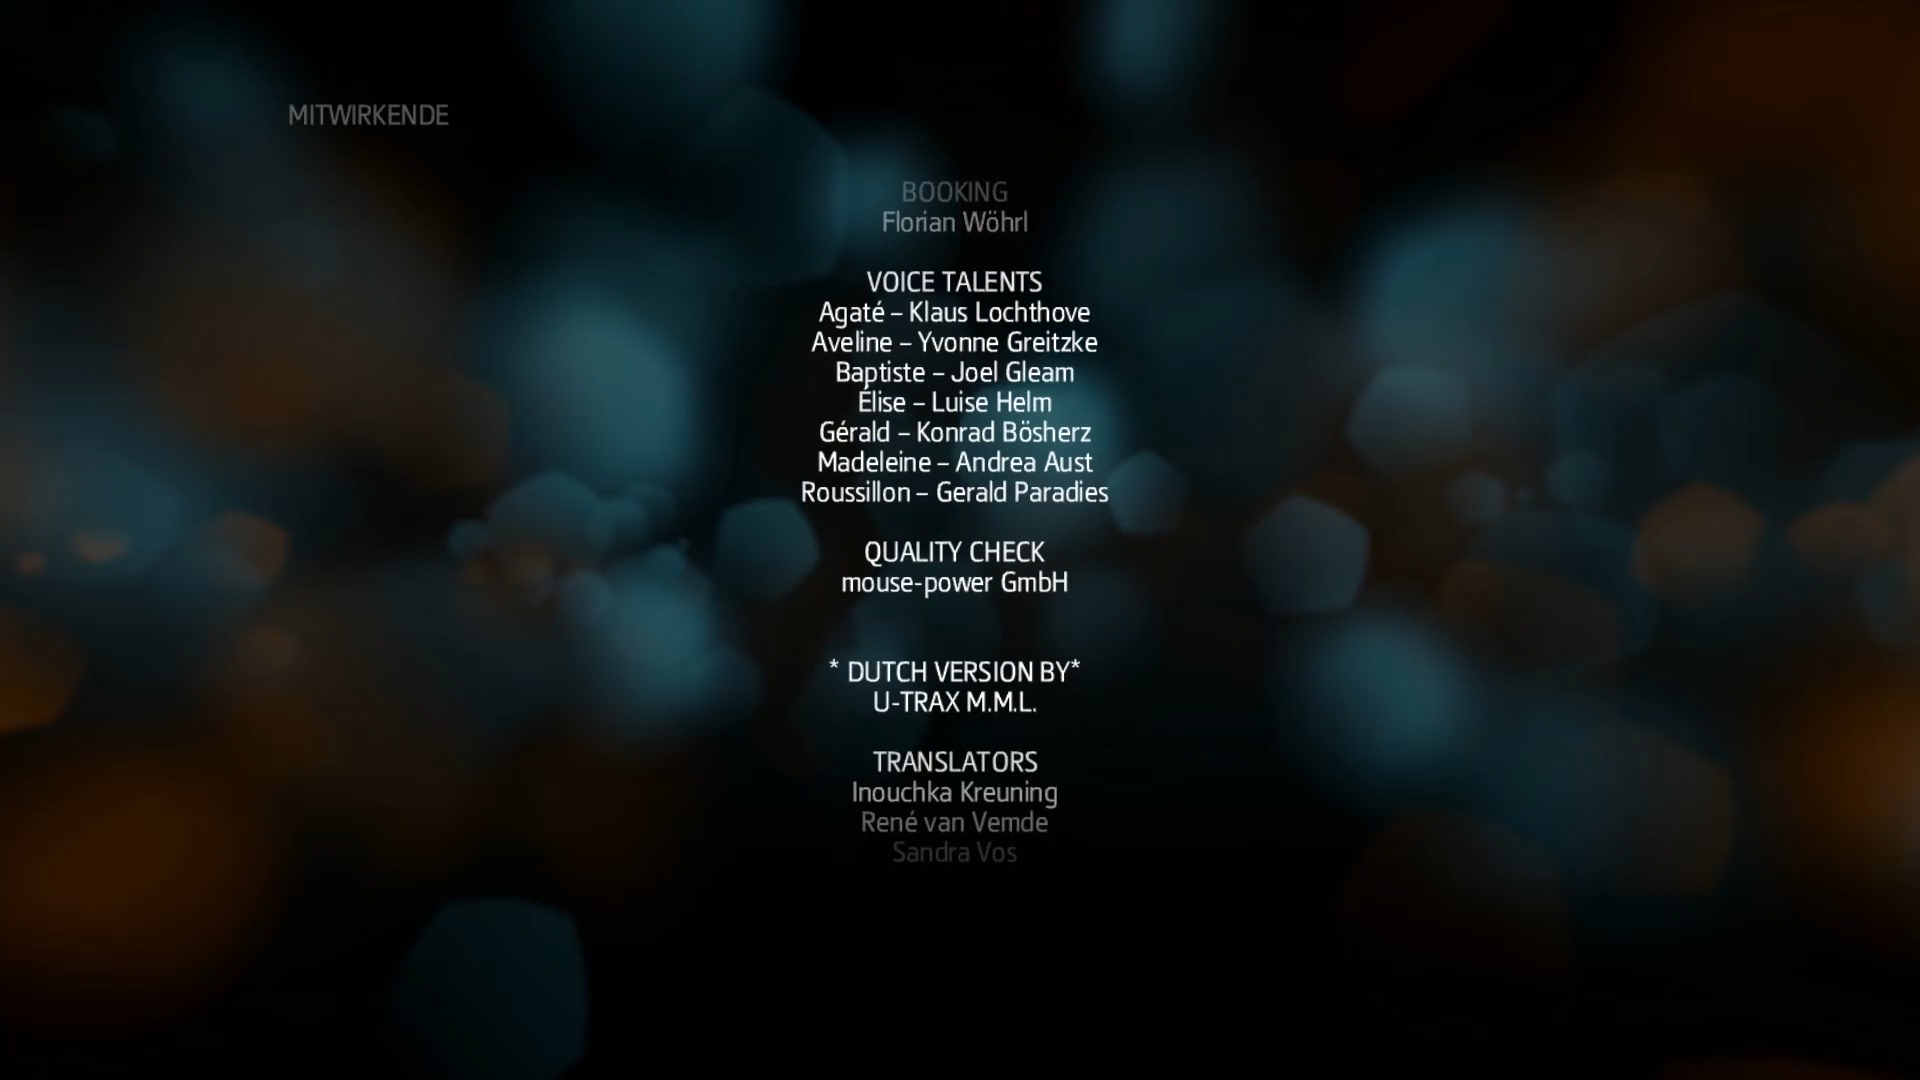 MITWIRKENDE
BOOKING
Florian Wöhrl
VOICE TALENTS
Agaté – Klaus Lochthove
Aveline – Yvonne Greitzke
Baptiste – Joel Gleam
Élise – Luise Helm
Gérald – Konrad Bösherz
Madeleine – Andrea Aust
Roussillon – Gerald Paradies
QUALITY CHECK
mouse-power GmbH
* DUTCH VERSION BY*
U-TRAX M.M.L.
TRANSLATORS
Inouchka Kreuning
René van Vemde
Sandra Vos